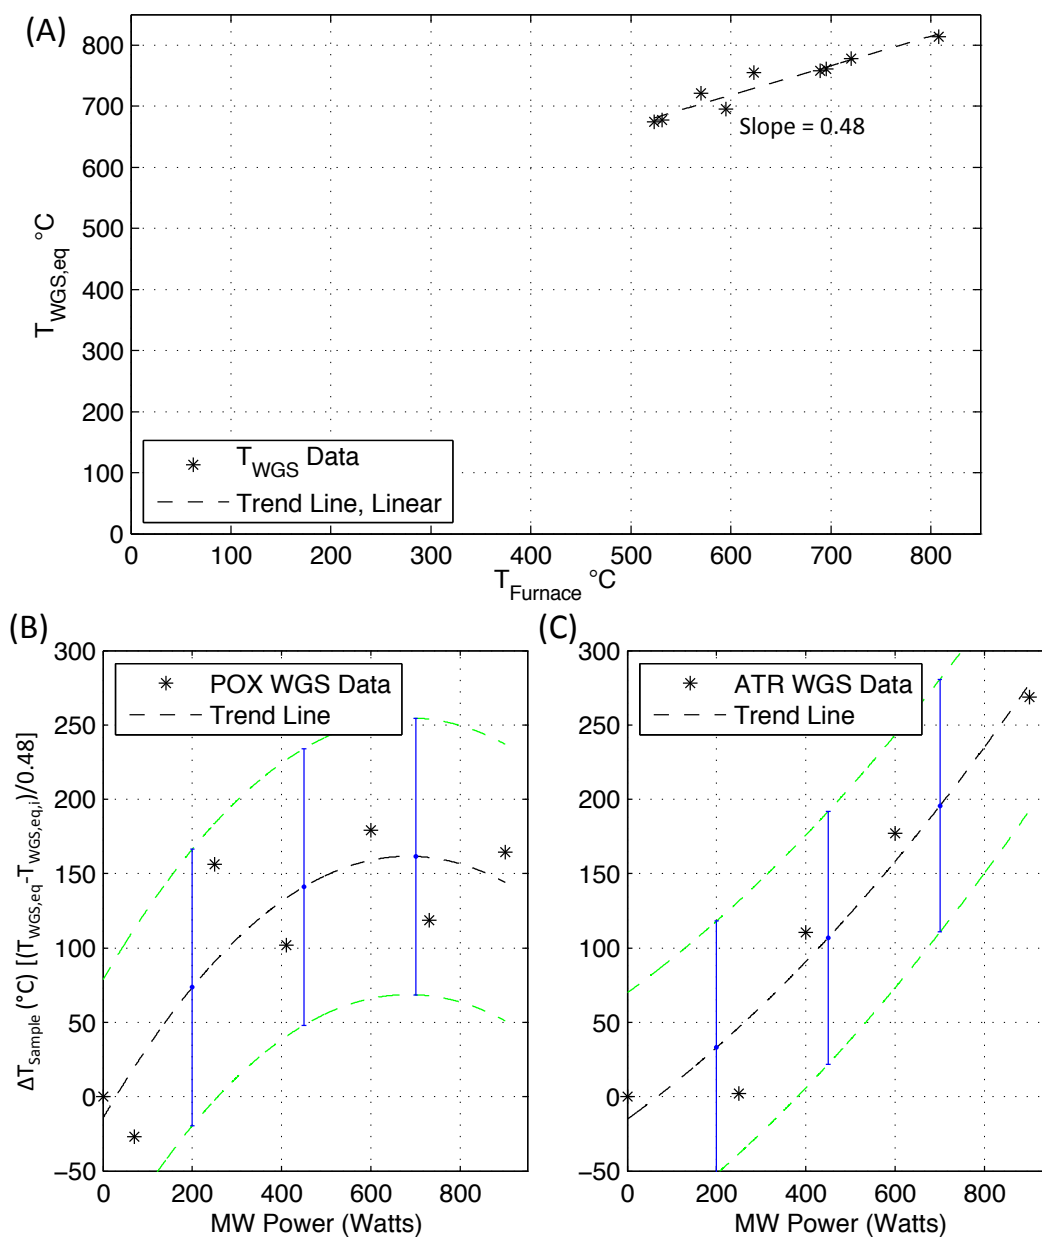 (A)
800
700
600
500
400
300
200
100
0
T_WGS,eq °C
Slope = 0.48
T_WGS Data
Trend Line, Linear
0 100 200 300 400 500 600 700 800
T_Furnace °C
(B)
300
250
200
150
100
50
0
−50
ΔT_Sample (°C) [(T_WGS,eq-T_WGS,eq,i)/0.48]
POX WGS Data
Trend Line
0 200 400 600 800
MW Power (Watts)
(C)
300
250
200
150
100
50
0
−50
ATR WGS Data
Trend Line
0 200 400 600 800
MW Power (Watts)